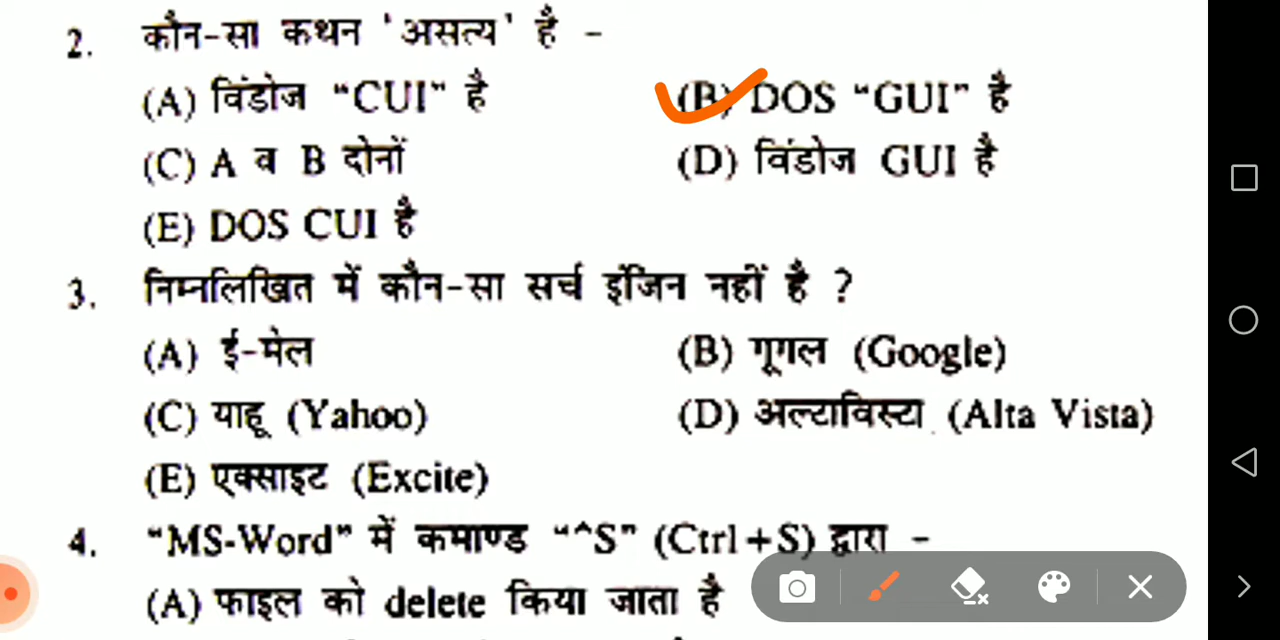 2. कौन-सा कथन 'असत्य' है -
(A) विंडोज “CUI” है (B) DOS “GUI” है
(C) A व B दोनों (D) विंडोज GUI है
(E) DOS CUI है
3. निम्नलिखित में कौन-सा सर्च इंजिन नहीं है ?
(A) ई-मेल (B) गूगल (Google)
(C) याहू (Yahoo) (D) अल्टाविस्टा (Alta Vista)
(E) एक्साइट (Excite)
4. “MS-Word” में कमाण्ड “^S” (Ctrl+S) द्वारा -
(A) फाइल को delete किया जाता है